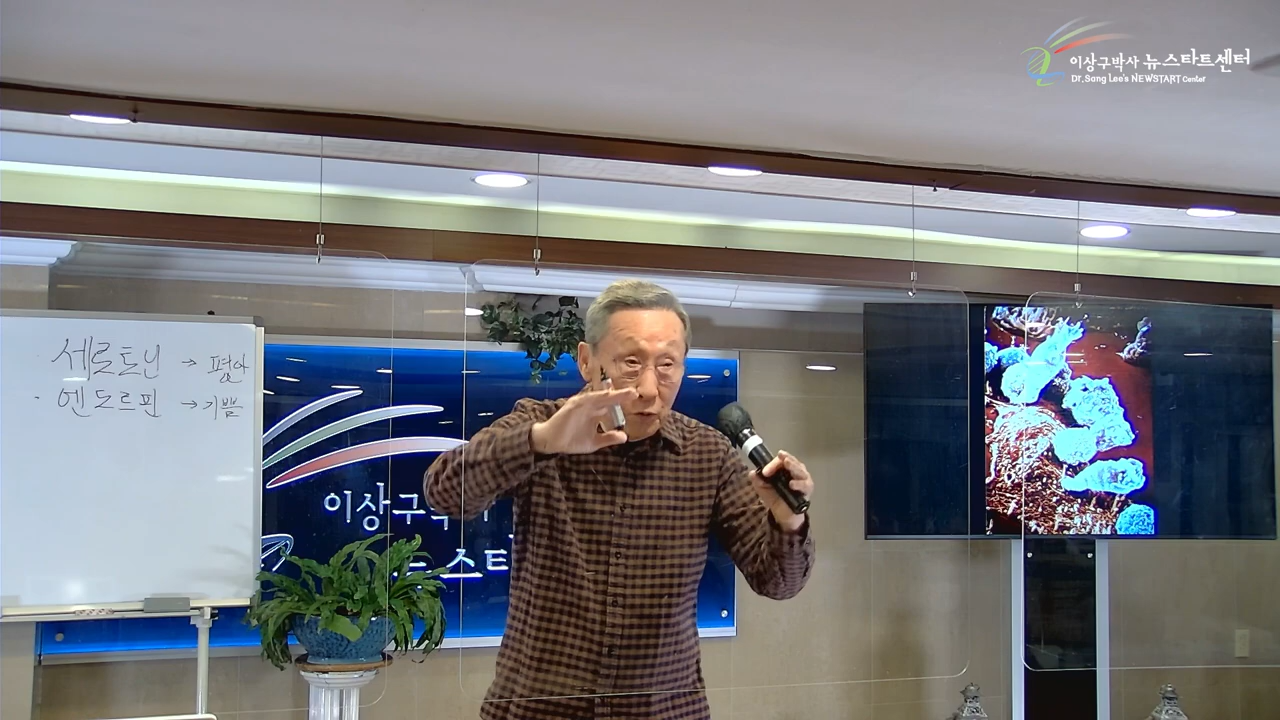 이상구박사 뉴스타트센터
Dr.Sang Lee's NEWSTART Center
· 세로토닌 → 평안
· 엔도르핀 → 기쁨
이상구
뉴스타